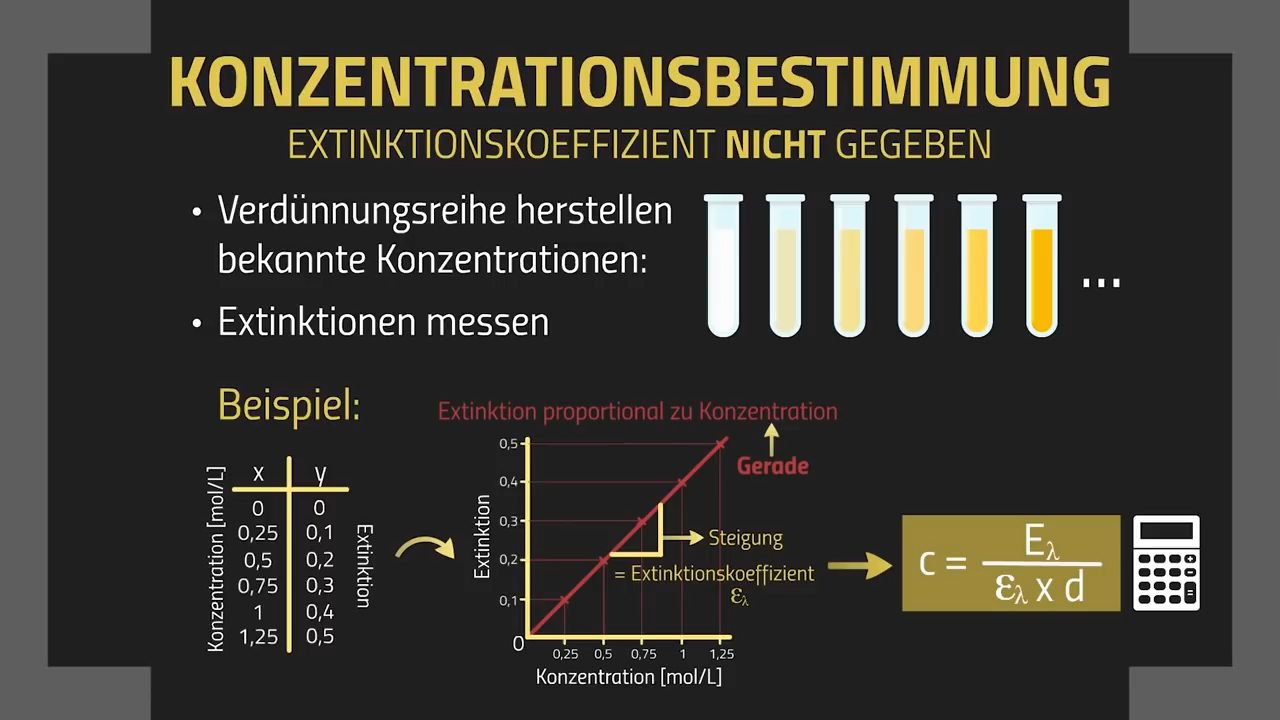 KONZENTRATIONSBESTIMMUNG
EXTINKTIONSKOEFFIZIENT NICHT GEGEBEN
• Verdünnungsreihe herstellen
bekannte Konzentrationen:
...
• Extinktionen messen
Beispiel:
Konzentration [mol/L]
x y
0 0
0,25 0,1
0,5 0,2
0,75 0,3
1 0,4
1,25 0,5
Extinktion
Extinktion proportional zu Konzentration
Gerade
Extinktion
0,5
0,4
0,3
0,2
0,1
0
0,25 0,5 0,75 1 1,25
Konzentration [mol/L]
Steigung
= Extinktionskoeffizient
ελ
c = Eλ / ελ x d